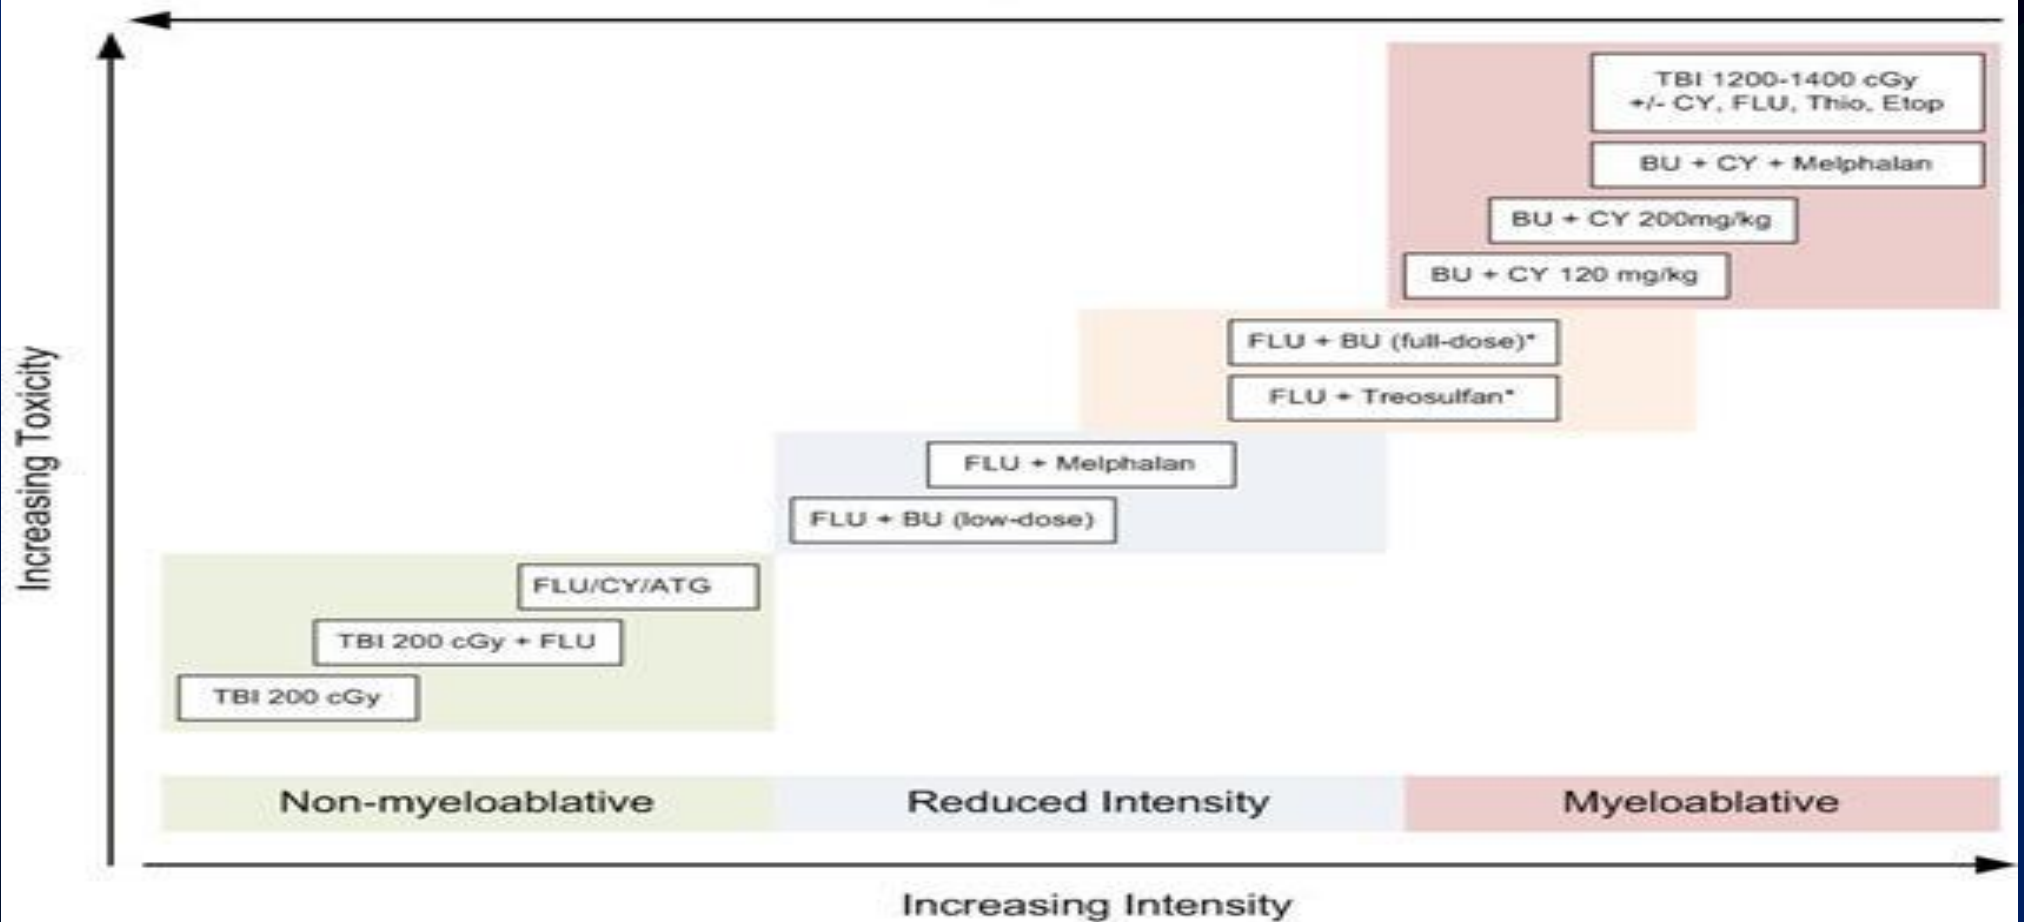 TBI 1200-1400 cGy
+/- CY, FLU, Thio, Etop
BU + CY + Melphalan
BU + CY 200mg/kg
BU + CY 120 mg/kg
FLU + BU (full-dose)*
FLU + Treosulfan*
FLU + Melphalan
FLU + BU (low-dose)
FLU/CY/ATG
TBI 200 cGy + FLU
TBI 200 cGy
Increasing Toxicity
Non-myeloablative
Reduced Intensity
Myeloablative
Increasing Intensity